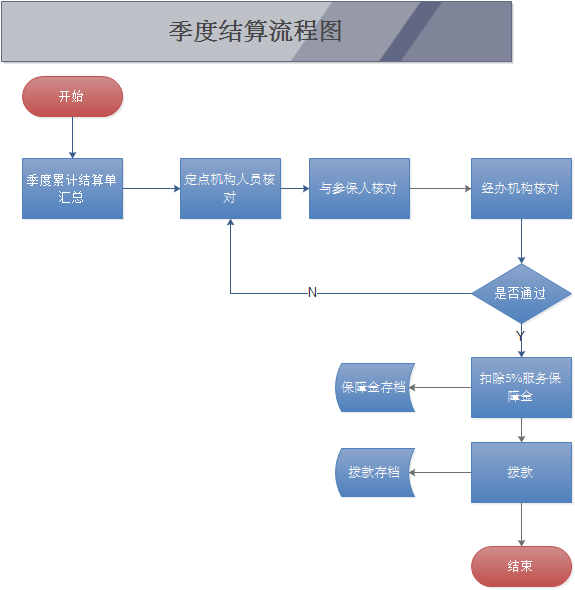 季度结算流程图
开始
季度累计结算单
汇总
定点机构人员核
对
与参保人核对
经办机构核对
是否通过
N
Y
扣除5%服务保
障金
保障金存档
拨款
拨款存档
结束